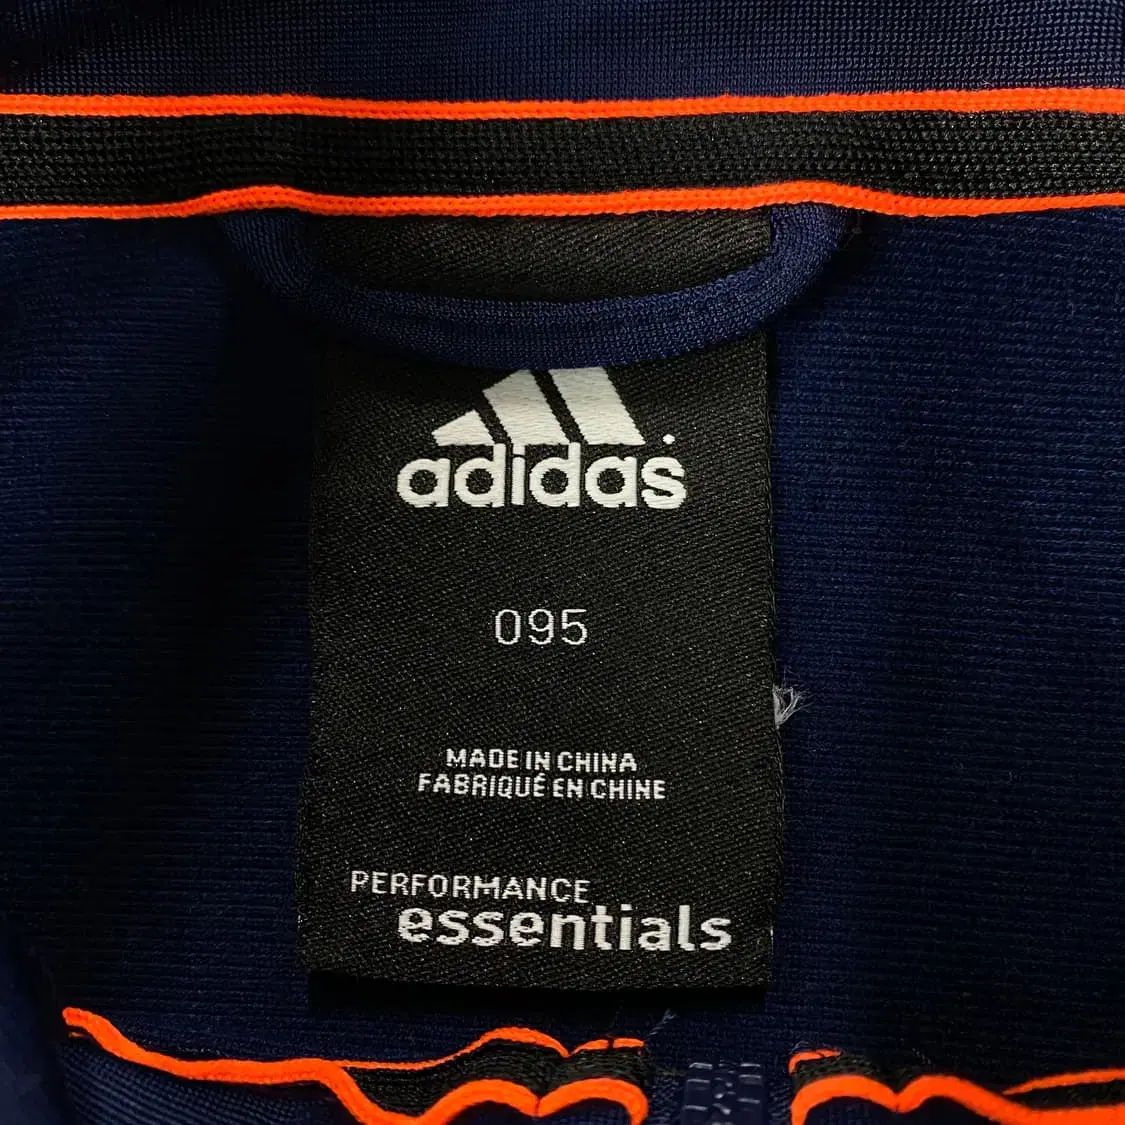 adidas
095
MADE IN CHINA
FABRIQUÉ EN CHINE
PERFORMANCE
essentials